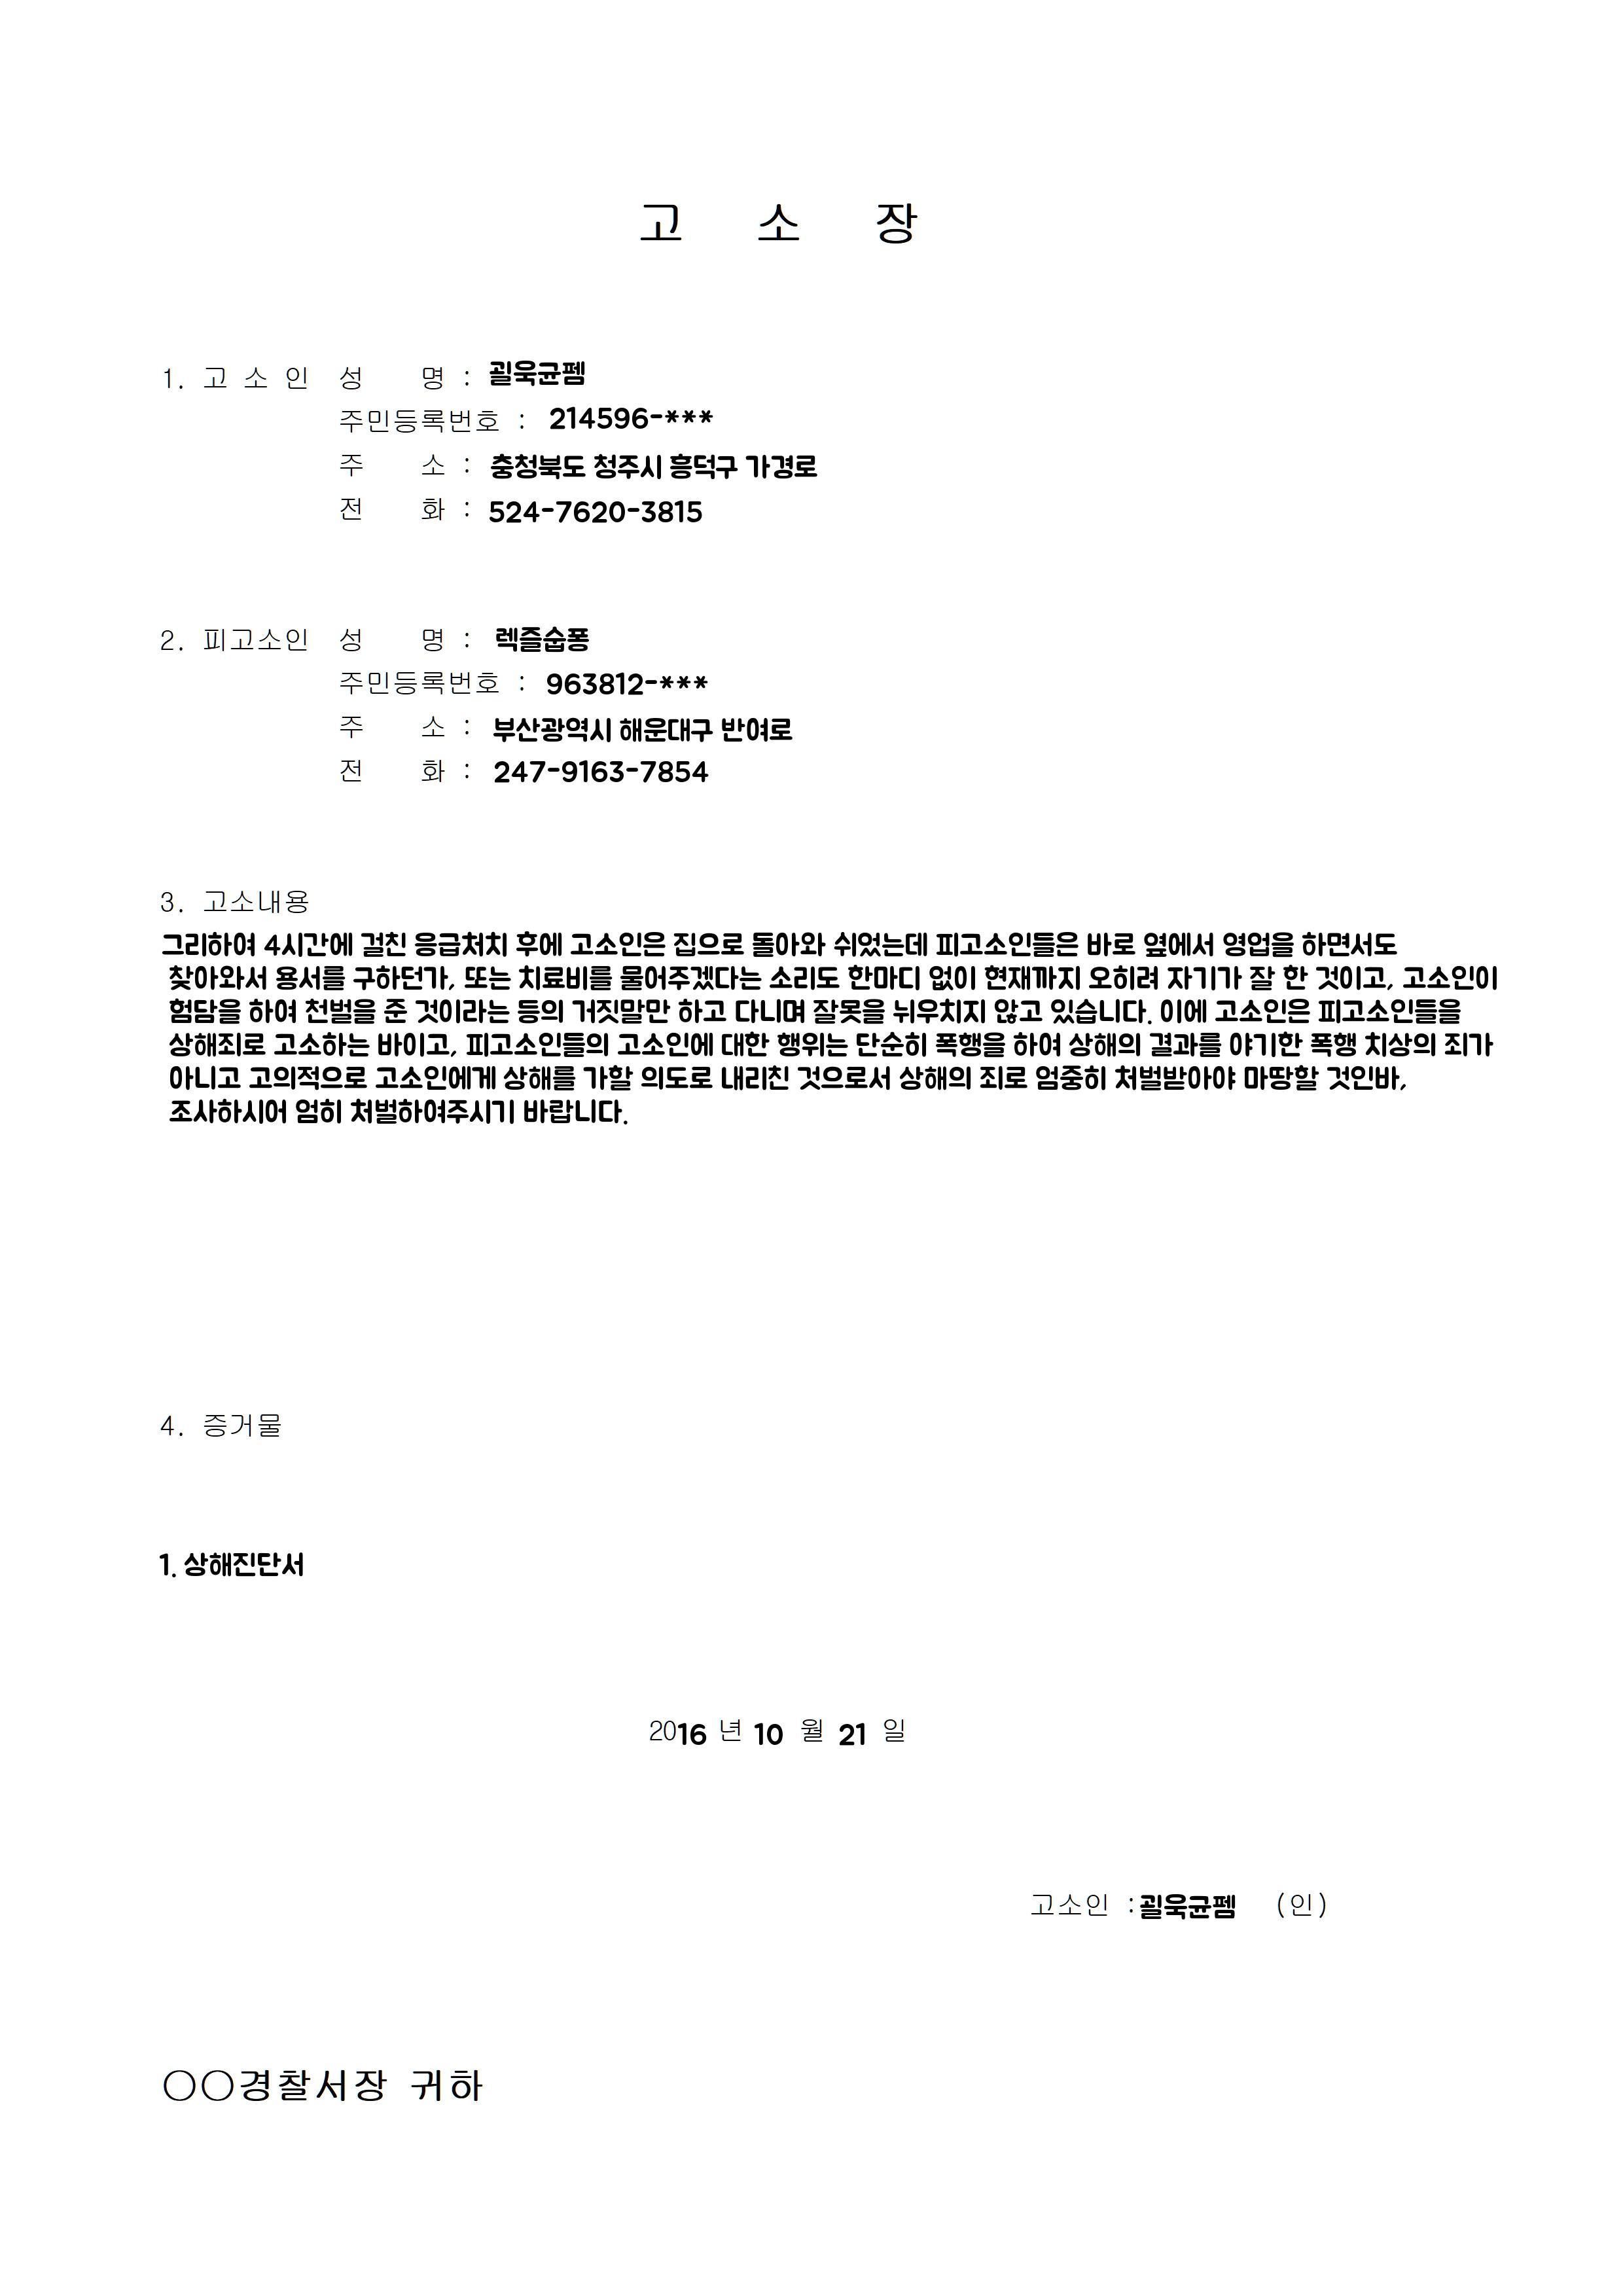 고 소 장
1. 고 소 인 성 명 : 괼욱균펨
주민등록번호 : 214596-***
주 소 : 충청북도 청주시 흥덕구 가경로
전 화 : 524-7620-3815
2. 피고소인 성 명 : 렉즐숩퐁
주민등록번호 : 963812-***
주 소 : 부산광역시 해운대구 반여로
전 화 : 247-9163-7854
3. 고소내용
그리하여 4시간에 걸친 응급처치 후에 고소인은 집으로 돌아와 쉬었는데 피고소인들은 바로 옆에서 영업을 하면서도
찾아와서 용서를 구하던가, 또는 치료비를 물어주겠다는 소리도 한마디 없이 현재까지 오히려 자기가 잘 한 것이고, 고소인이
험담을 하여 천벌을 준 것이라는 등의 거짓말만 하고 다니며 잘못을 뉘우치지 않고 있습니다. 이에 고소인은 피고소인들을
상해죄로 고소하는 바이고, 피고소인들의 고소인에 대한 행위는 단순히 폭행을 하여 상해의 결과를 야기한 폭행 치상의 죄가
아니고 고의적으로 고소인에게 상해를 가할 의도로 내리친 것으로서 상해의 죄로 엄중히 처벌받아야 마땅할 것인바,
조사하시어 엄히 처벌하여주시기 바랍니다.
4. 증거물
1. 상해진단서
2016 년 10 월 21 일
고소인 : 괼욱균펨 (인)
○○경찰서장 귀하